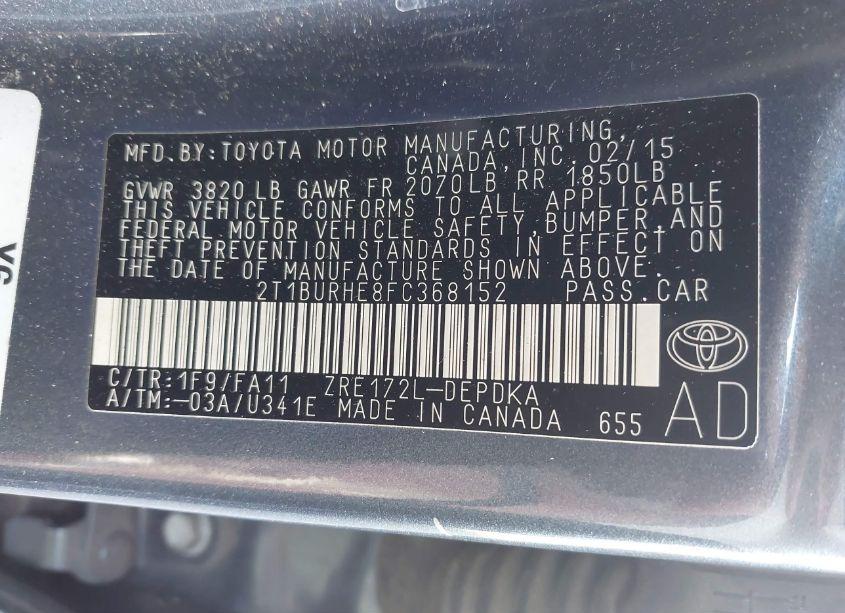 MFD.BY:TOYOTA MOTOR MANUFACTURING,
CANADA,INC. 02/15
GVWR 3820LB GAWR FR 2070LB RR 1850LB
THIS VEHICLE CONFORMS TO ALL APPLICABLE
FEDERAL MOTOR VEHICLE SAFETY,BUMPER,AND
THEFT PREVENTION STANDARDS IN EFFECT ON
THE DATE OF MANUFACTURE SHOWN ABOVE.
2T1BURHE8FC368152 PASS.CAR
C/TR:1F9/FA11 ZRE172L-DEPDKA
A/TM:-03A/U341E MADE IN CANADA 655
AD